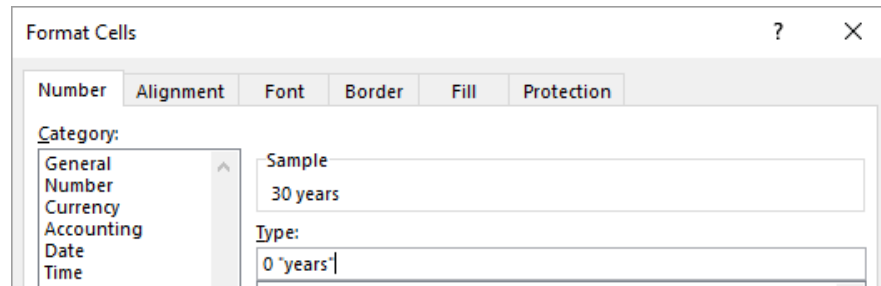 Format Cells ? ×
Number Alignment Font Border Fill Protection
Category:
General
Number
Currency
Accounting
Date
Time
Sample
30 years
Type:
0 "years"